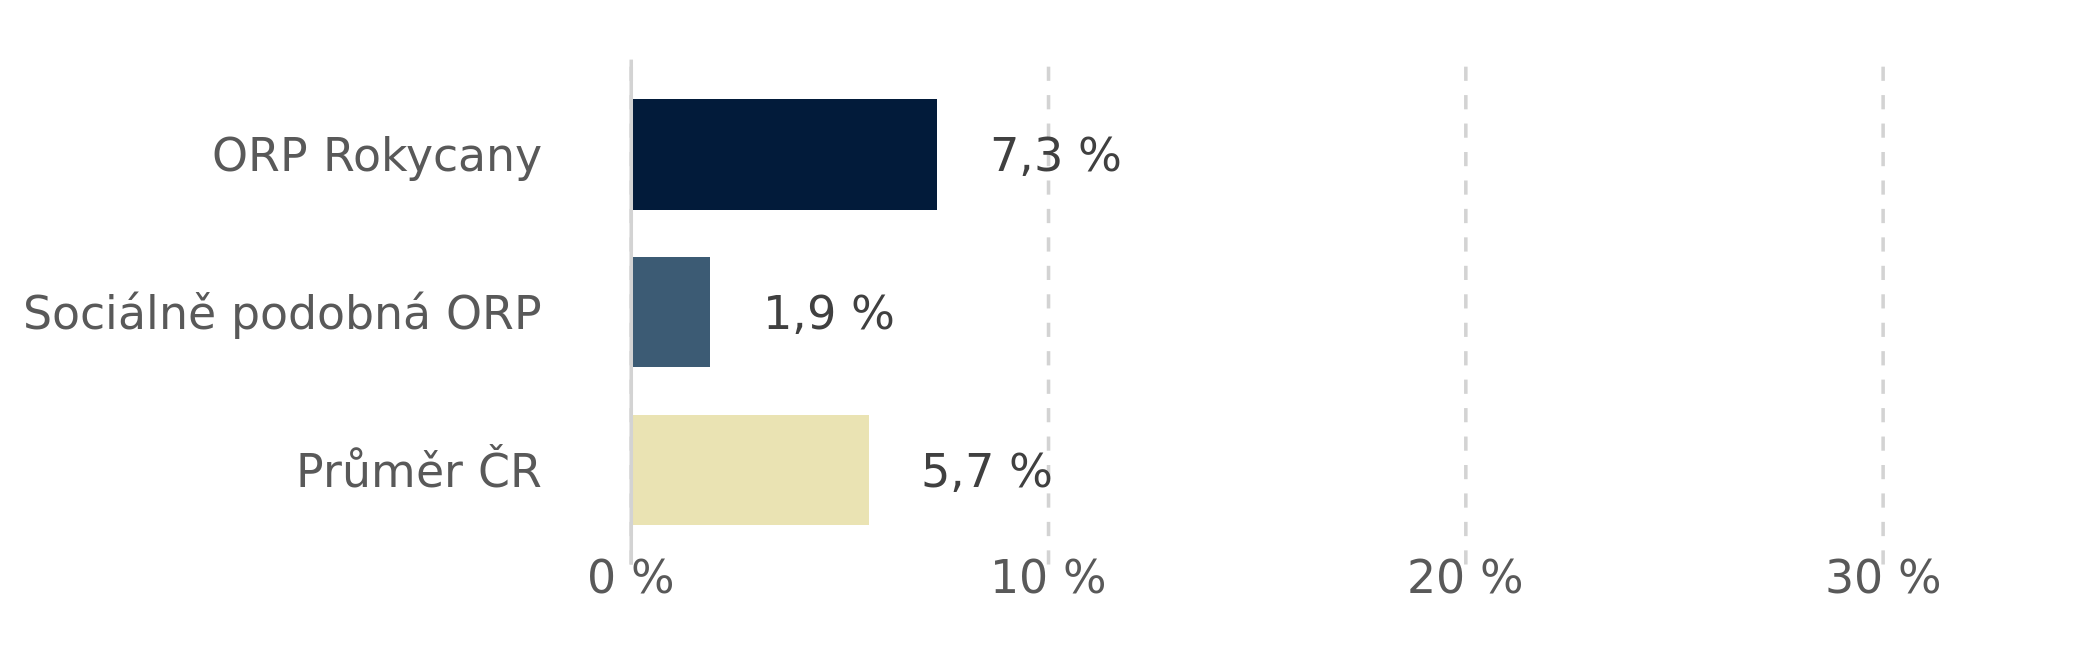 ORP Rokycany 7,3 %
Sociálně podobná ORP 1,9 %
Průměr ČR 5,7 %
0 % 10 % 20 % 30 %